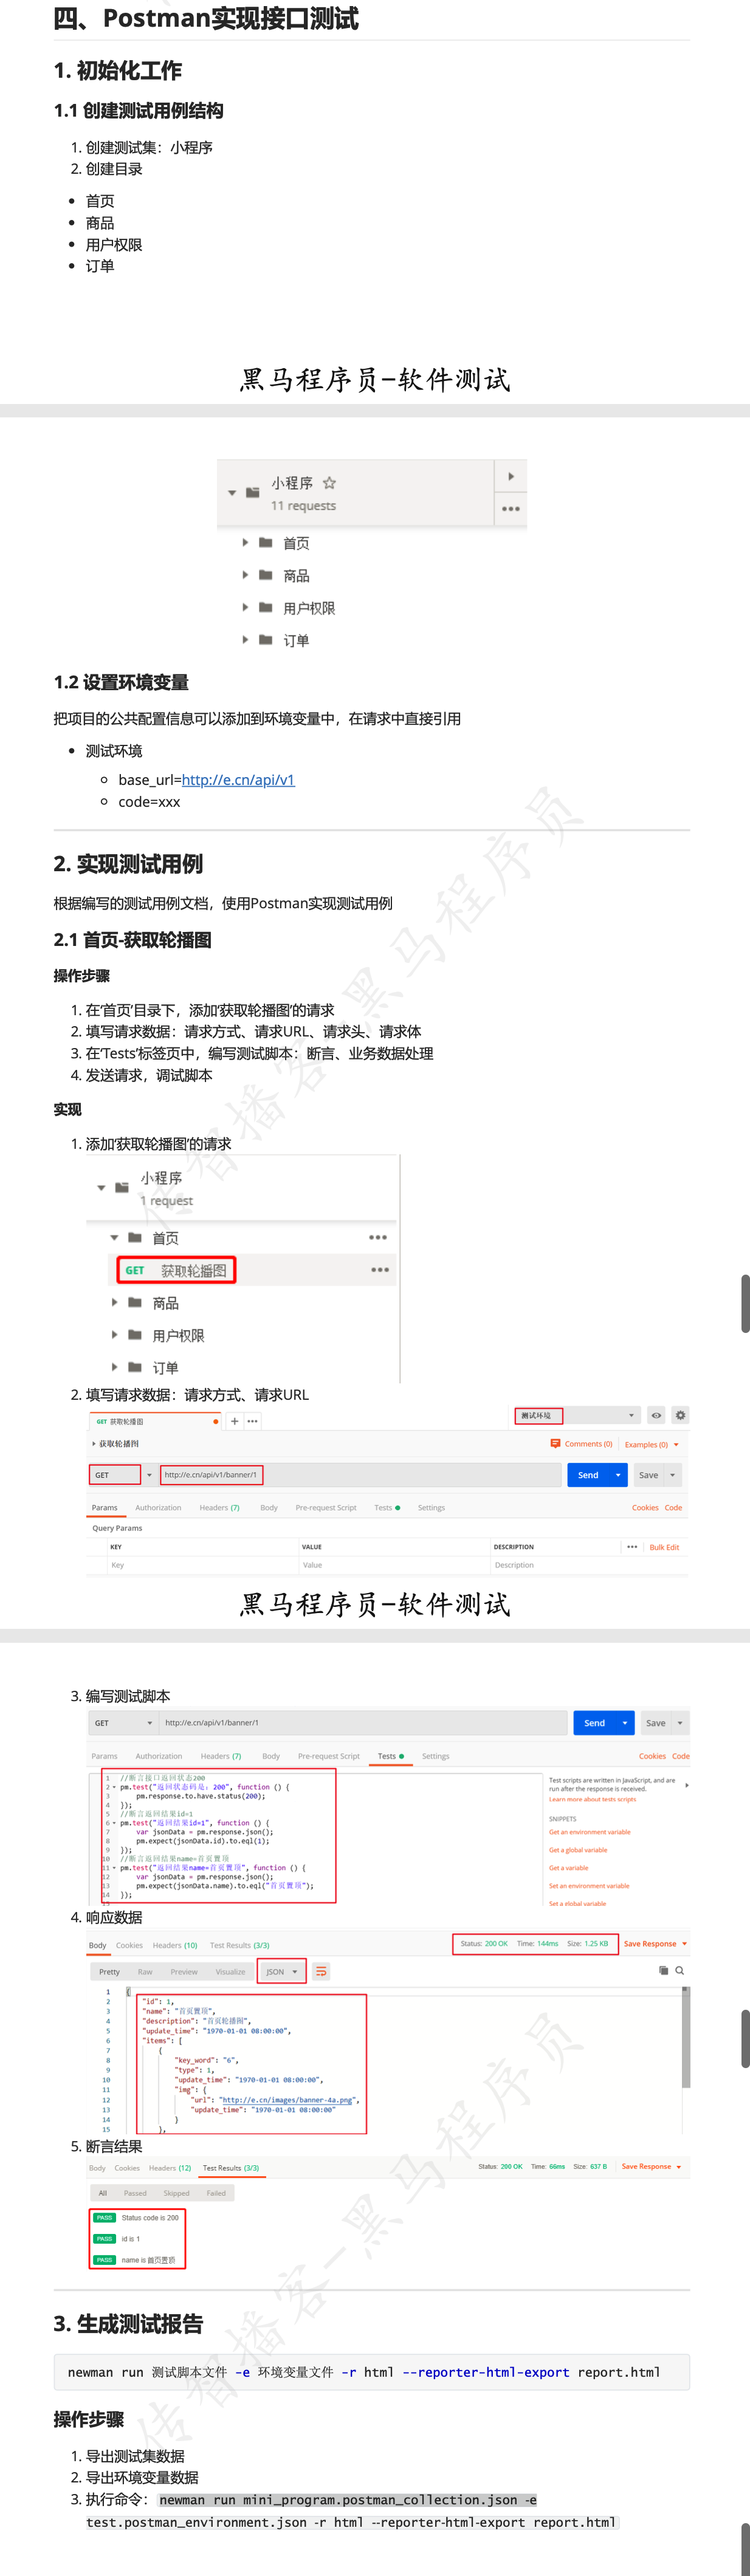 四、Postman实现接口测试
1. 初始化工作
1.1 创建测试用例结构
1. 创建测试集：小程序
2. 创建目录
首页
商品
用户权限
订单
黑马程序员-软件测试
小程序
11 requests
首页
商品
用户权限
订单
1.2 设置环境变量
把项目的公共配置信息可以添加到环境变量中，在请求中直接引用
测试环境
base_url=http://e.cn/api/v1
code=xxx
2. 实现测试用例
根据编写的测试用例文档，使用Postman实现测试用例
2.1 首页-获取轮播图
操作步骤
1. 在‘首页’目录下，添加‘获取轮播图’的请求
2. 填写请求数据：请求方式、请求URL、请求头、请求体
3. 在‘Tests’标签页中，编写测试脚本：断言、业务数据处理
4. 发送请求，调试脚本
实现
1. 添加‘获取轮播图’的请求
小程序
1 request
首页
GET 获取轮播图
商品
用户权限
订单
传智播客-黑马程序员
2. 填写请求数据：请求方式、请求URL
GET 获取轮播图 + ••• 测试环境
获取轮播图 Comments (0) Examples (0)
GET http://e.cn/api/v1/banner/1 Send Save
Params Authorization Headers (7) Body Pre-request Script Tests Settings Cookies Code
Query Params
KEY VALUE DESCRIPTION ••• Bulk Edit
Key Value Description
黑马程序员-软件测试
3. 编写测试脚本
GET http://e.cn/api/v1/banner/1 Send Save
Params Authorization Headers (7) Body Pre-request Script Tests Settings Cookies Code
1 //断言接口返回状态200
2 pm.test("返回状态码是：200", function () {
3 pm.response.to.have.status(200);
4 });
5 //断言返回结果id=1
6 pm.test("返回结果id=1", function () {
7 var jsonData = pm.response.json();
8 pm.expect(jsonData.id).to.eql(1);
9 });
10 //断言返回结果name=首页置顶
11 pm.test("返回结果name=首页置顶", function () {
12 var jsonData = pm.response.json();
13 pm.expect(jsonData.name).to.eql("首页置顶");
14 });
Test scripts are written in JavaScript, and are
run after the response is received.
Learn more about tests scripts
SNIPPETS
Get an environment variable
Get a global variable
Get a variable
Set an environment variable
Set a global variable
4. 响应数据
Body Cookies Headers (10) Test Results (3/3) Status: 200 OK Time: 144ms Size: 1.25 KB Save Response
Pretty Raw Preview Visualize JSON
1 {
2 "id": 1,
3 "name": "首页置顶",
4 "description": "首页轮播图",
5 "update_time": "1970-01-01 08:00:00",
6 "items": [
7 {
8 "key_word": "6",
9 "type": 1,
10 "update_time": "1970-01-01 08:00:00",
11 "img": {
12 "url": "http://e.cn/images/banner-4a.png",
13 "update_time": "1970-01-01 08:00:00"
14 }
15 },
5. 断言结果
Body Cookies Headers (12) Test Results (3/3) Status: 200 OK Time: 66ms Size: 637 B Save Response
All Passed Skipped Failed
PASS Status code is 200
PASS id is 1
PASS name is 首页置顶
传智播客-黑马程序员
3. 生成测试报告
newman run 测试脚本文件 -e 环境变量文件 -r html --reporter-html-export report.html
操作步骤
1. 导出测试集数据
2. 导出环境变量数据
3. 执行命令： newman run mini_program.postman_collection.json -e
test.postman_environment.json -r html --reporter-html-export report.html